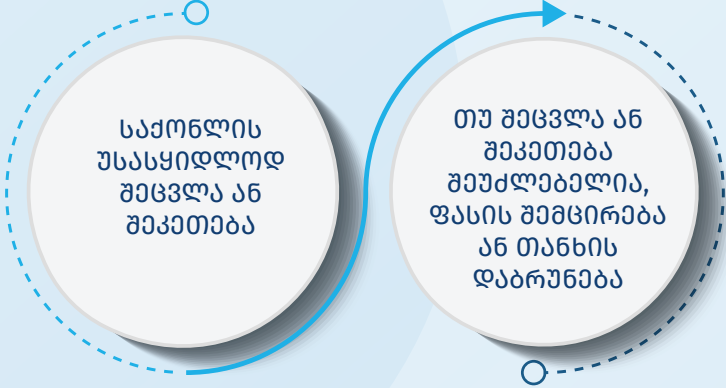 საქონლის
უსასყიდლოდ
შეცვლა ან
შეკეთება
თუ შეცვლა ან
შეკეთება
შეუძლებელია,
ფასის შემცირება
ან თანხის
დაბრუნება